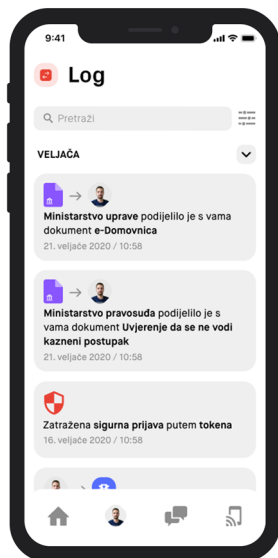 9:41
Log
Pretraži
VELJAČA
Ministarstvo uprave podijelilo je s vama
dokument e-Domovnica
21. veljače 2020 / 10:58
Ministarstvo pravosuđa podijelilo je s
vama dokument Uvjerenje da se ne vodi
kazneni postupak
21. veljače 2020 / 10:58
Zatražena sigurna prijava putem tokena
16. veljače 2020 / 10:58